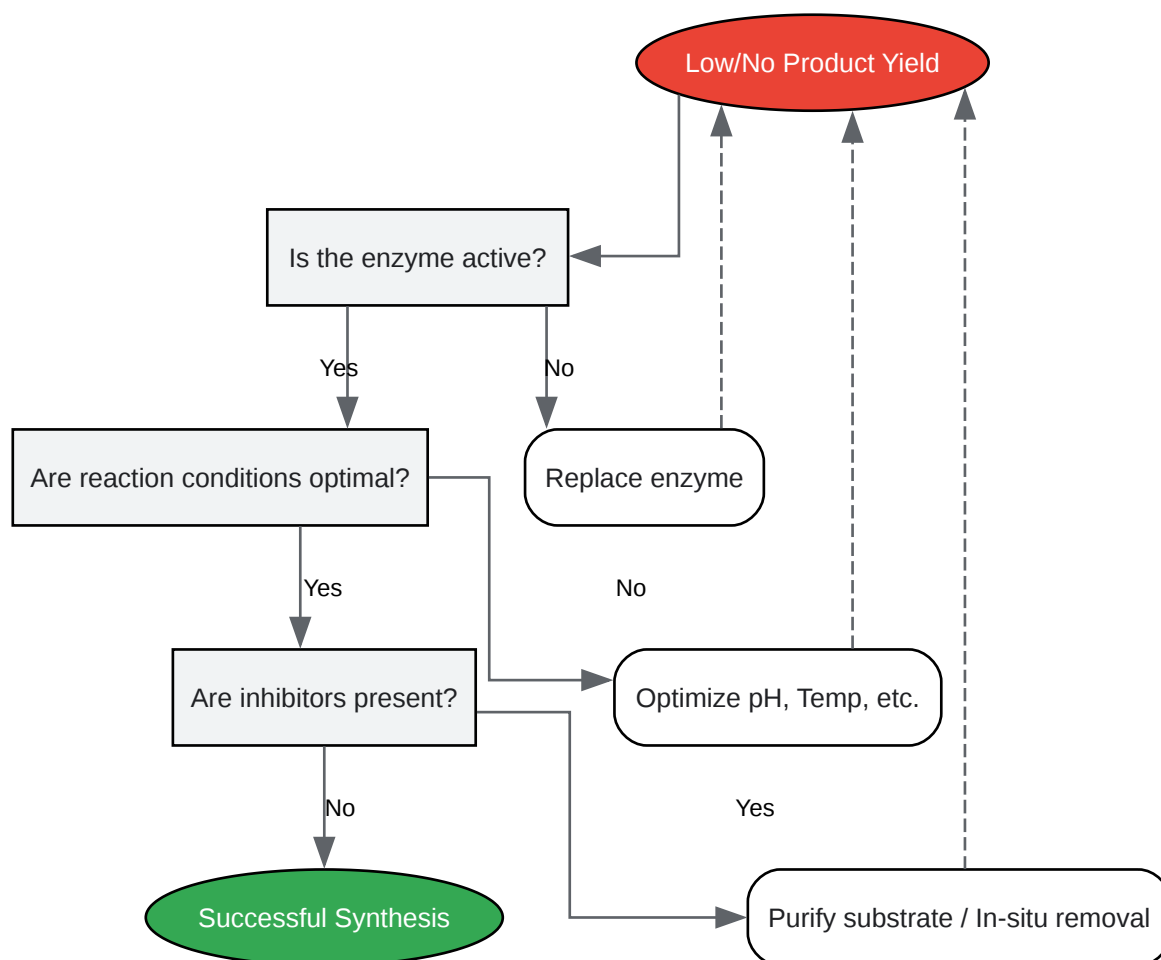 Low/No Product Yield
Is the enzyme active?
Yes
No
Are reaction conditions optimal?
Replace enzyme
Yes
No
Are inhibitors present?
Optimize pH, Temp, etc.
No
Yes
Successful Synthesis
Purify substrate / In-situ removal